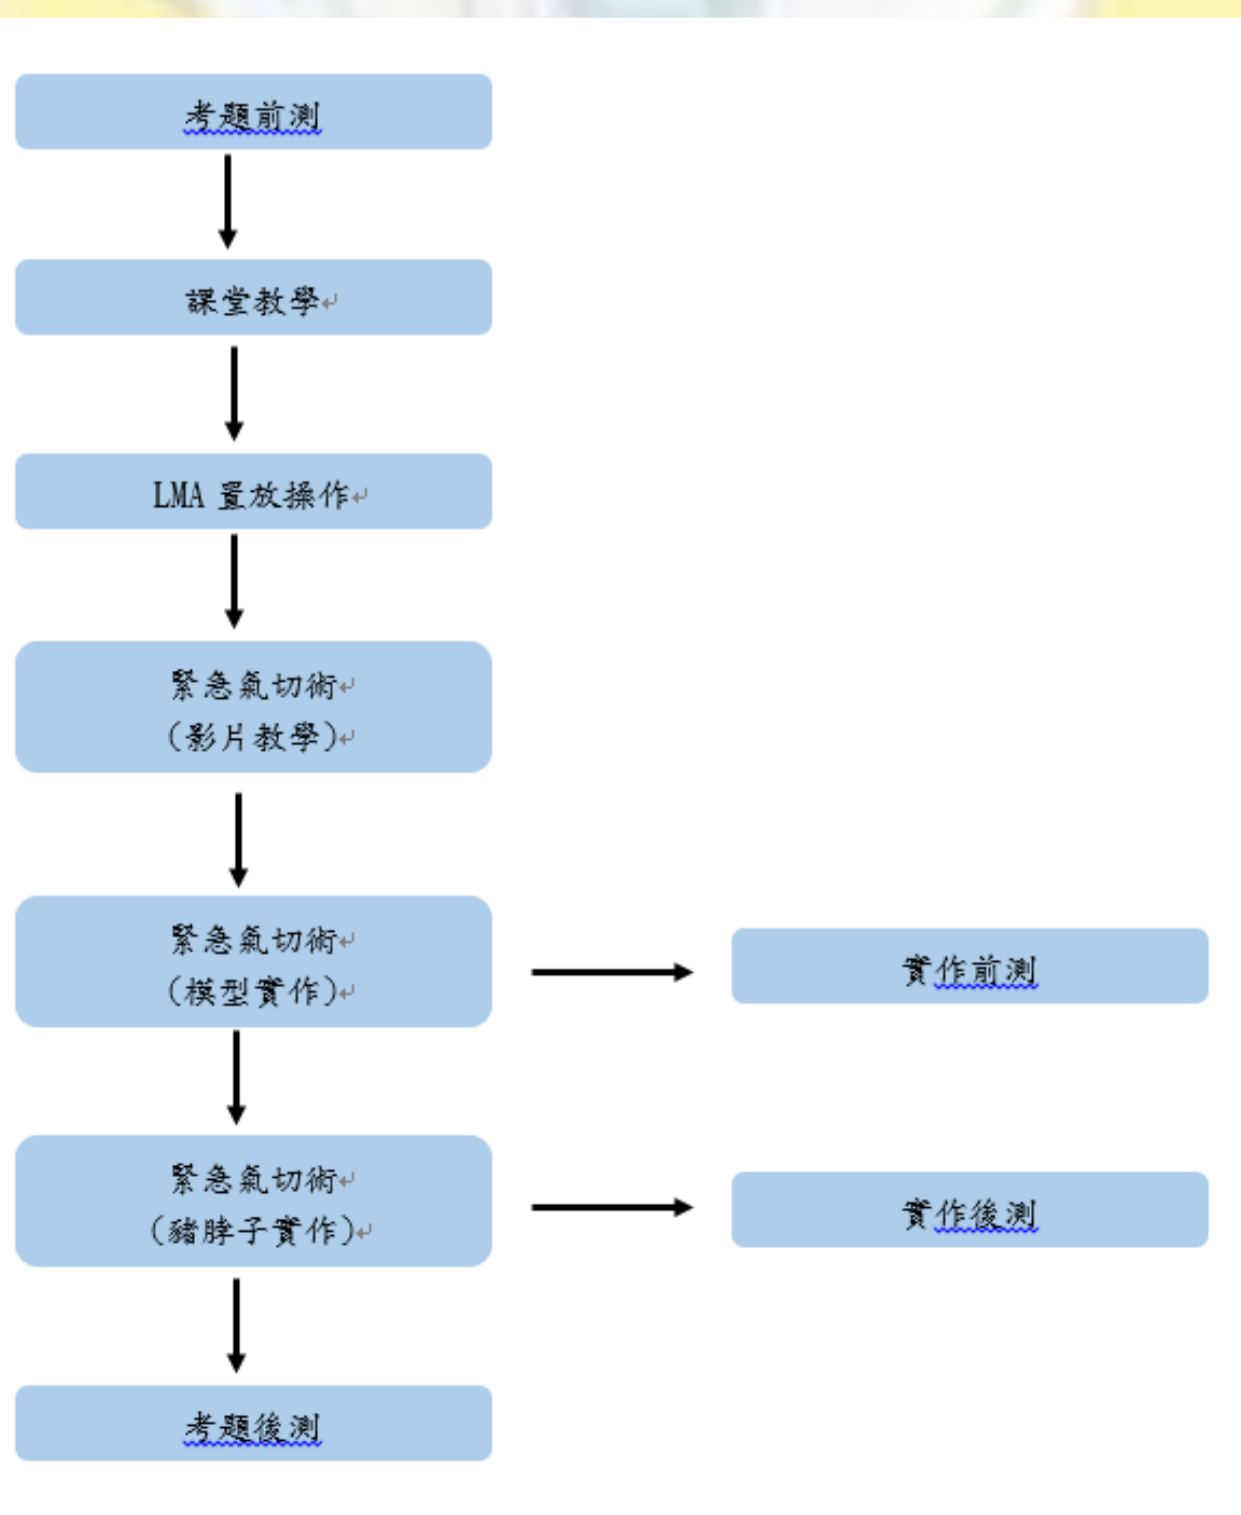 考題前測
課堂教學
LMA 置放操作
緊急氣切術
(影片教學)
緊急氣切術
(模型實作)
實作前測
緊急氣切術
(豬脖子實作)
實作後測
考題後測